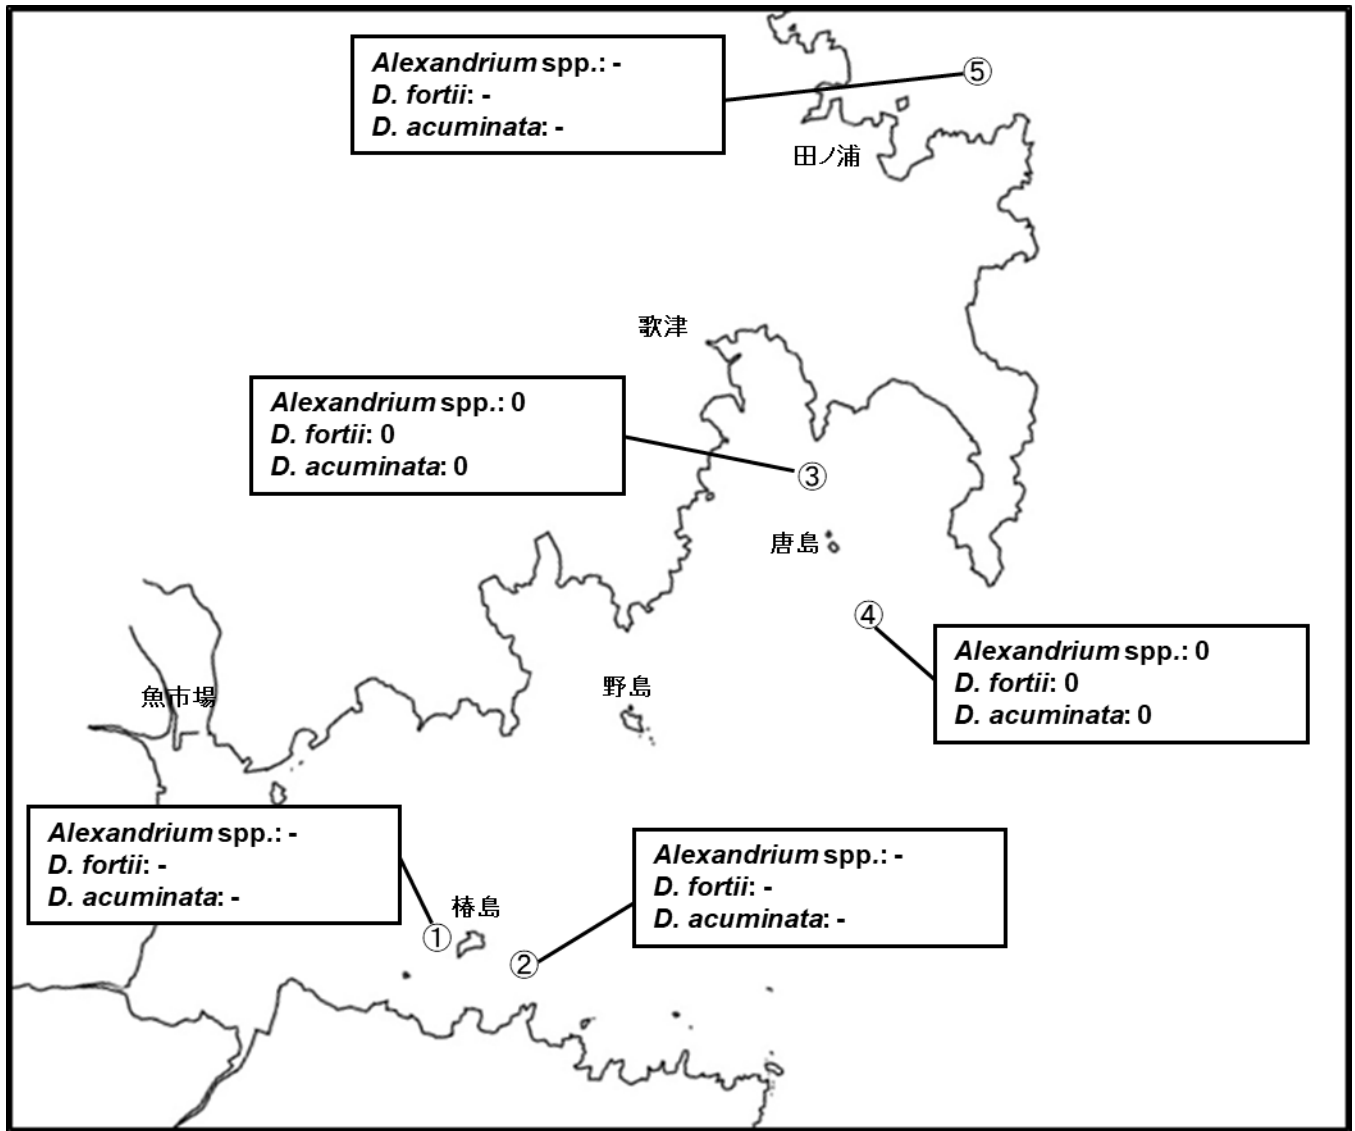 Alexandrium spp.: -
D. fortii: -
D. acuminata: -
⑤
田ノ浦
歌津
Alexandrium spp.: 0
D. fortii: 0
D. acuminata: 0
③
唐島
④
Alexandrium spp.: 0
D. fortii: 0
D. acuminata: 0
野島
魚市場
Alexandrium spp.: -
D. fortii: -
D. acuminata: -
椿島
①
②
Alexandrium spp.: -
D. fortii: -
D. acuminata: -